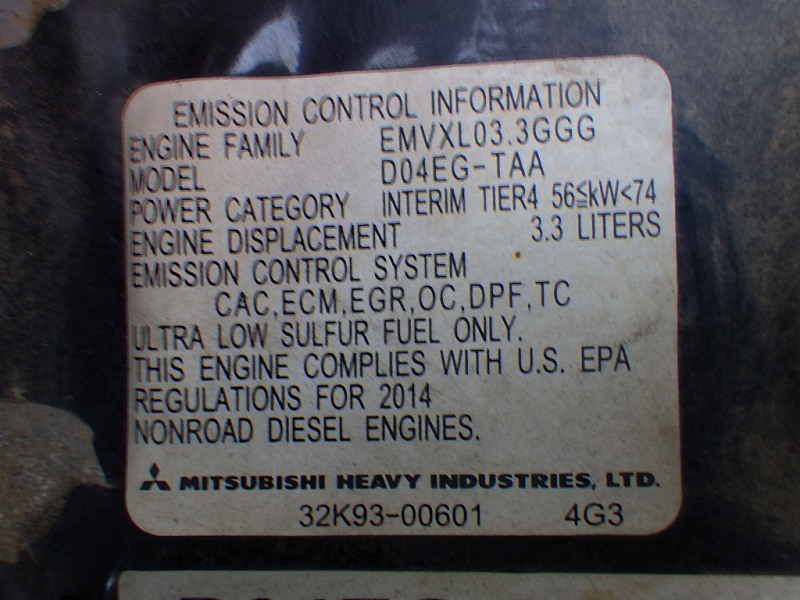 EMISSION CONTROL INFORMATION
ENGINE FAMILY EMVXL03.3GGG
MODEL D04EG-TAA
POWER CATEGORY INTERIM TIER4 56≦kW<74
ENGINE DISPLACEMENT 3.3 LITERS
EMISSION CONTROL SYSTEM
CAC,ECM,EGR,OC,DPF,TC
ULTRA LOW SULFUR FUEL ONLY.
THIS ENGINE COMPLIES WITH U.S. EPA
REGULATIONS FOR 2014
NONROAD DIESEL ENGINES.
MITSUBISHI HEAVY INDUSTRIES, LTD.
32K93-00601 4G3